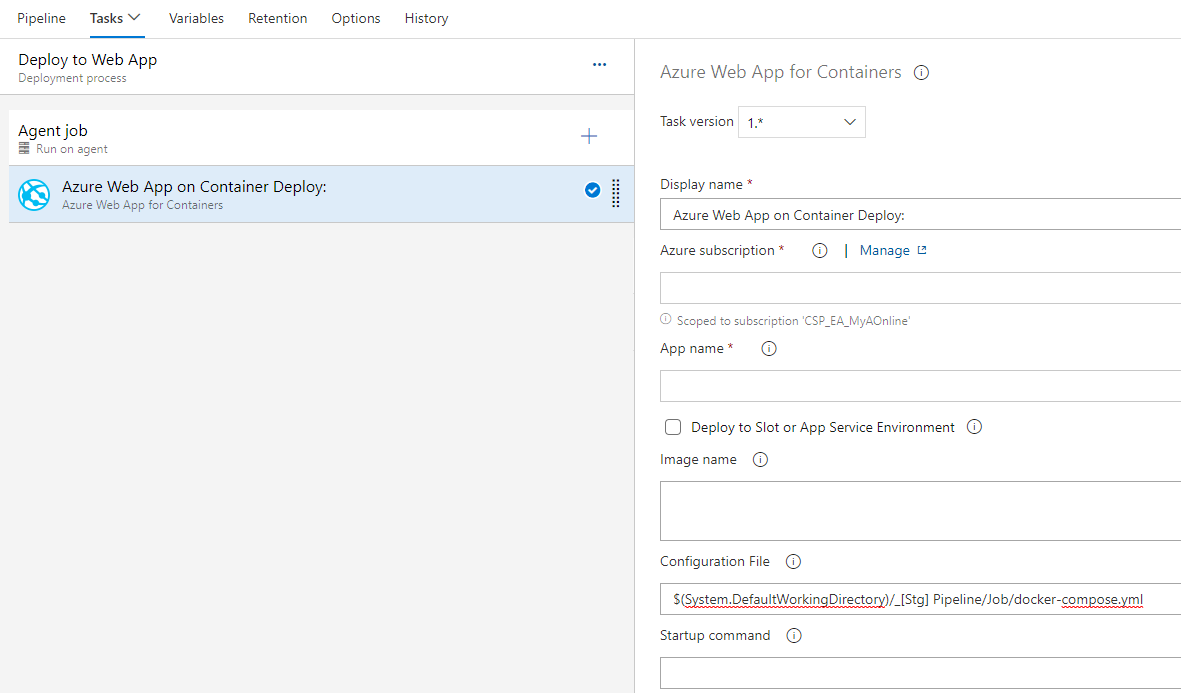 Pipeline Tasks Variables Retention Options History
Deploy to Web App
Deployment process
Agent job
Run on agent
Azure Web App on Container Deploy:
Azure Web App for Containers
Azure Web App for Containers
Task version 1.*
Display name *
Azure Web App on Container Deploy:
Azure subscription * | Manage
Scoped to subscription 'CSP_EA_MyAOnline'
App name *
Deploy to Slot or App Service Environment
Image name
Configuration File
$(System.DefaultWorkingDirectory)/_[Stg] Pipeline/Job/docker-compose.yml
Startup command